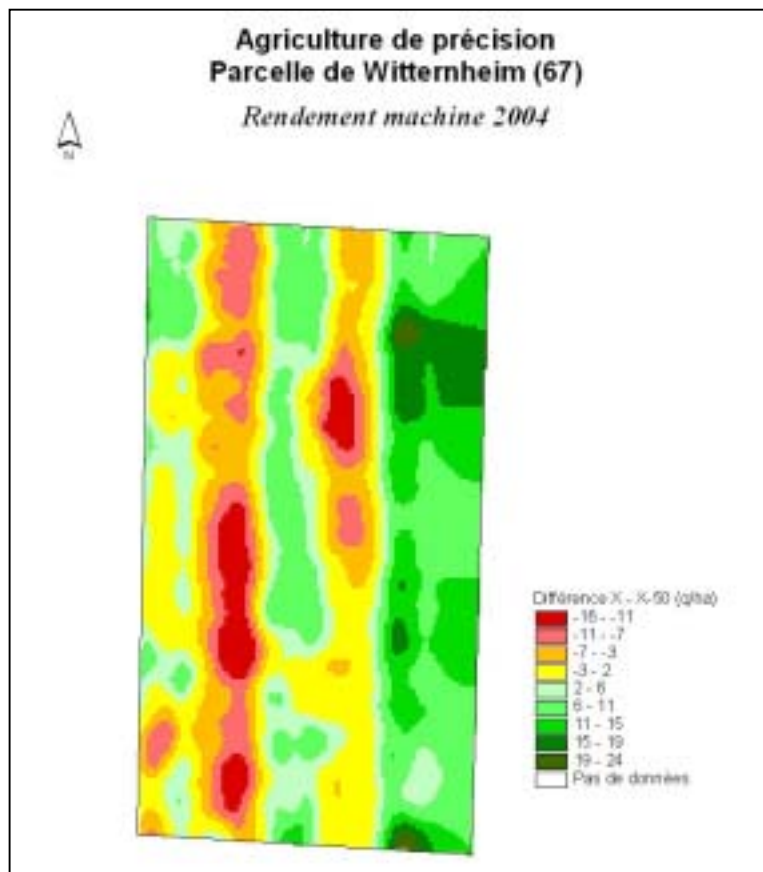 Agriculture de précision
Parcelle de Witternheim (67)
Rendement machine 2004
N
Différence X - X-50 (q/ha)
-16 - -11
-11 - -7
-7 - -3
-3 - 2
2 - 6
6 - 11
11 - 15
15 - 19
19 - 24
Pas de données